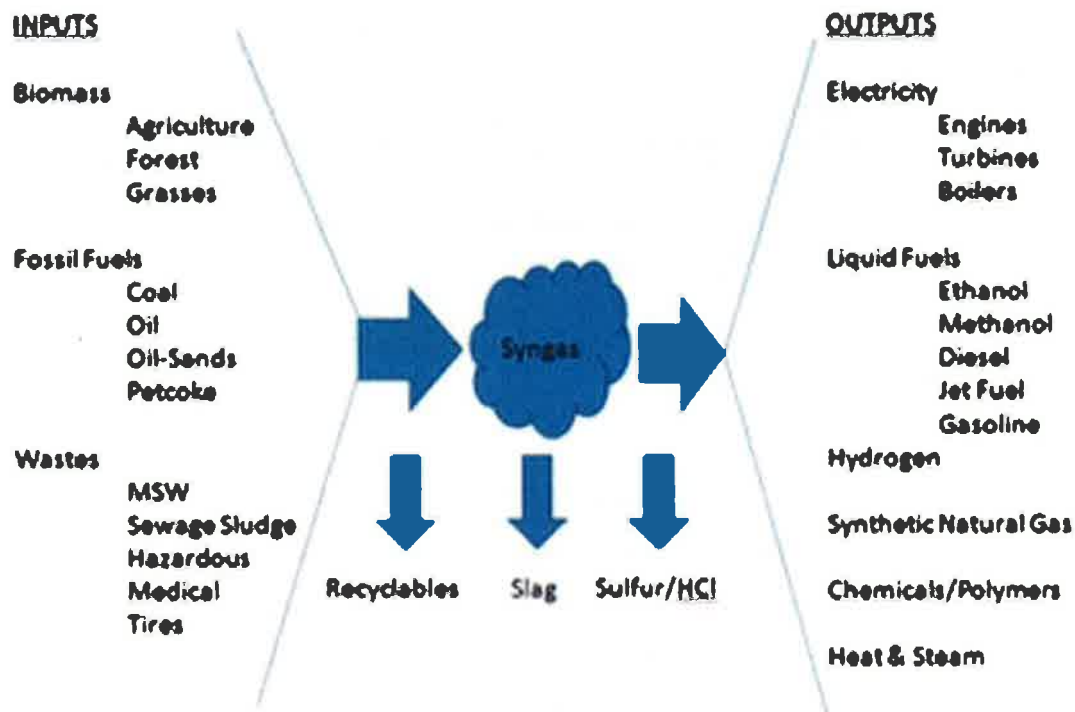 INPUTS
Biomass
Agriculture
Forest
Grasses
Fossil Fuels
Coal
Oil
Oil-Sands
Petcoke
Wastes
MSW
Sewage Sludge
Hazardous
Medical
Tires
Syngas
Recyclables
Slag
Sulfur/HCl
OUTPUTS
Electricity
Engines
Turbines
Boilers
Liquid Fuels
Ethanol
Methanol
Diesel
Jet Fuel
Gasoline
Hydrogen
Synthetic Natural Gas
Chemicals/Polymers
Heat & Steam